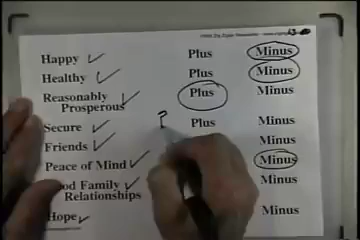 Happy Plus Minus
Healthy Plus Minus
Reasonably Plus Minus
Prosperous
Secure ? Plus Minus
Friends Minus
Peace of Mind Minus
Good Family Minus
Relationships
Hope Minus